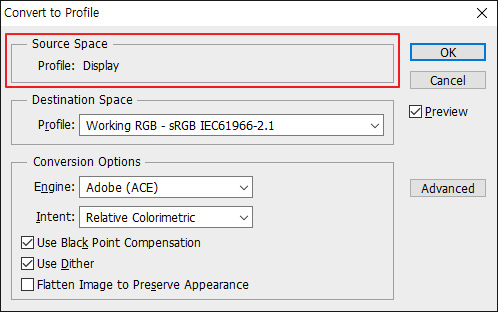 Convert to Profile
Source Space
Profile: Display
OK
Cancel
Preview
Destination Space
Profile: Working RGB - sRGB IEC61966-2.1
Conversion Options
Engine: Adobe (ACE)
Advanced
Intent: Relative Colorimetric
Use Black Point Compensation
Use Dither
Flatten Image to Preserve Appearance